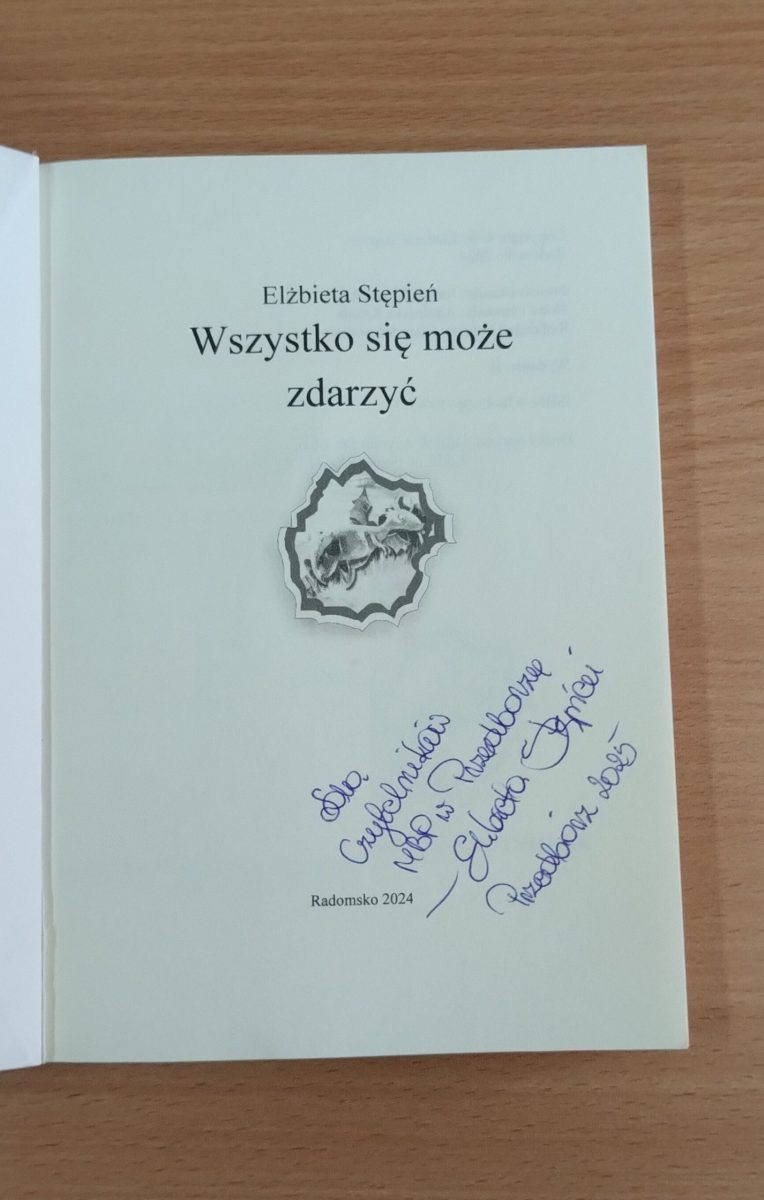 Elżbieta Stępień
Wszystko się może
zdarzyć
Dla
Czytelników
MBP w Przedborzu
Elżbieta Stępień
Przedbórz 2025
Radomsko 2024